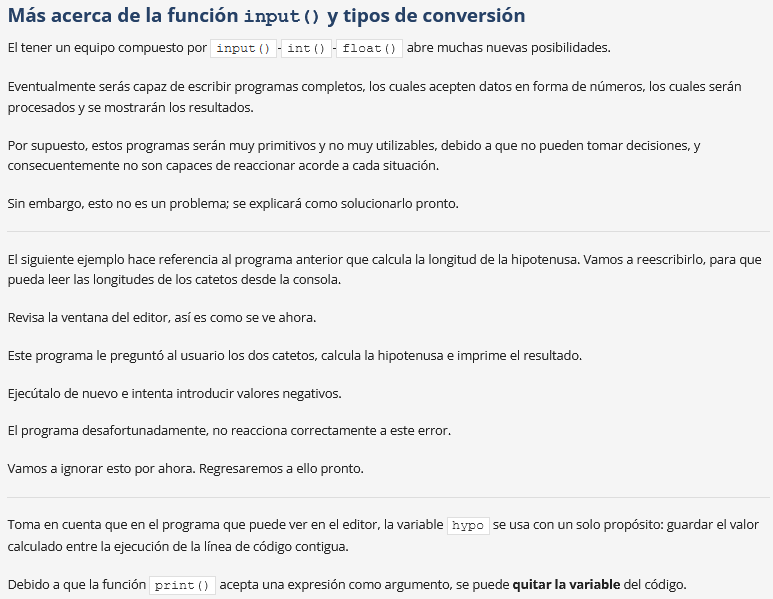 Más acerca de la función input() y tipos de conversión
El tener un equipo compuesto por input()-int()-float() abre muchas nuevas posibilidades.
Eventualmente serás capaz de escribir programas completos, los cuales acepten datos en forma de números, los cuales serán
procesados y se mostrarán los resultados.
Por supuesto, estos programas serán muy primitivos y no muy utilizables, debido a que no pueden tomar decisiones, y
consecuentemente no son capaces de reaccionar acorde a cada situación.
Sin embargo, esto no es un problema; se explicará como solucionarlo pronto.
El siguiente ejemplo hace referencia al programa anterior que calcula la longitud de la hipotenusa. Vamos a reescribirlo, para que
pueda leer las longitudes de los catetos desde la consola.
Revisa la ventana del editor, así es como se ve ahora.
Este programa le preguntó al usuario los dos catetos, calcula la hipotenusa e imprime el resultado.
Ejecútalo de nuevo e intenta introducir valores negativos.
El programa desafortunadamente, no reacciona correctamente a este error.
Vamos a ignorar esto por ahora. Regresaremos a ello pronto.
Toma en cuenta que en el programa que puede ver en el editor, la variable hypo se usa con un solo propósito: guardar el valor
calculado entre la ejecución de la línea de código contigua.
Debido a que la función print() acepta una expresión como argumento, se puede quitar la variable del código.